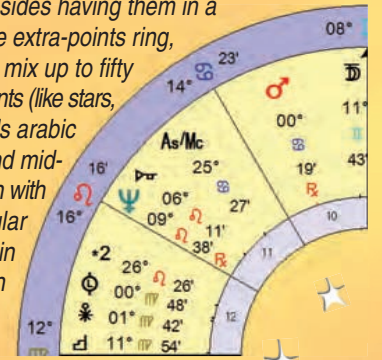 sides having them in a
e extra-points ring,
mix up to fifty
nts (like stars,
s arabic
nd mid-
n with
ular
in
n
08°
23'
14° ♋
16'
♌
16°
12° ♍
♂
00°
♋
19'
℞
11°
♊
43'
As/Mc
25°
♋
27'
06°
♌
11'
♆
09°
♌
38'
℞
*2 26° ♌ 26'
00° ♍ 48'
01° ♍ 42'
11° ♍ 54'
10
11
12